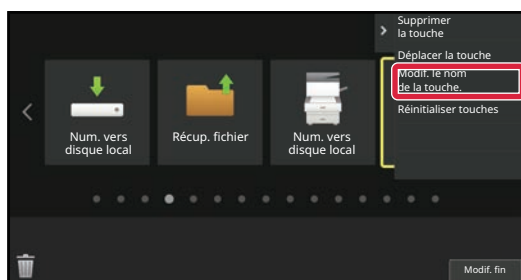 Supprimer
la touche
Déplacer la touche
Modif. le nom
de la touche.
Réinitialiser touches
Num. vers
disque local
Récup. fichier
Num. vers
disque local
Modif. fin